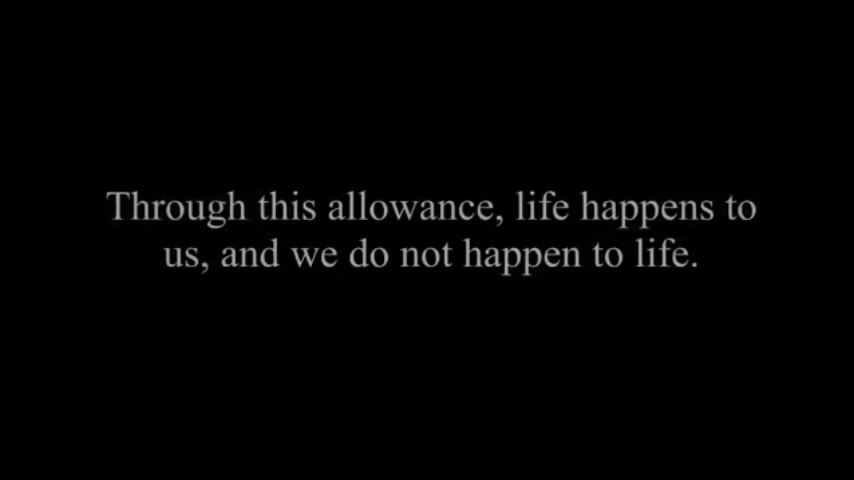 Through this allowance, life happens to
us, and we do not happen to life.